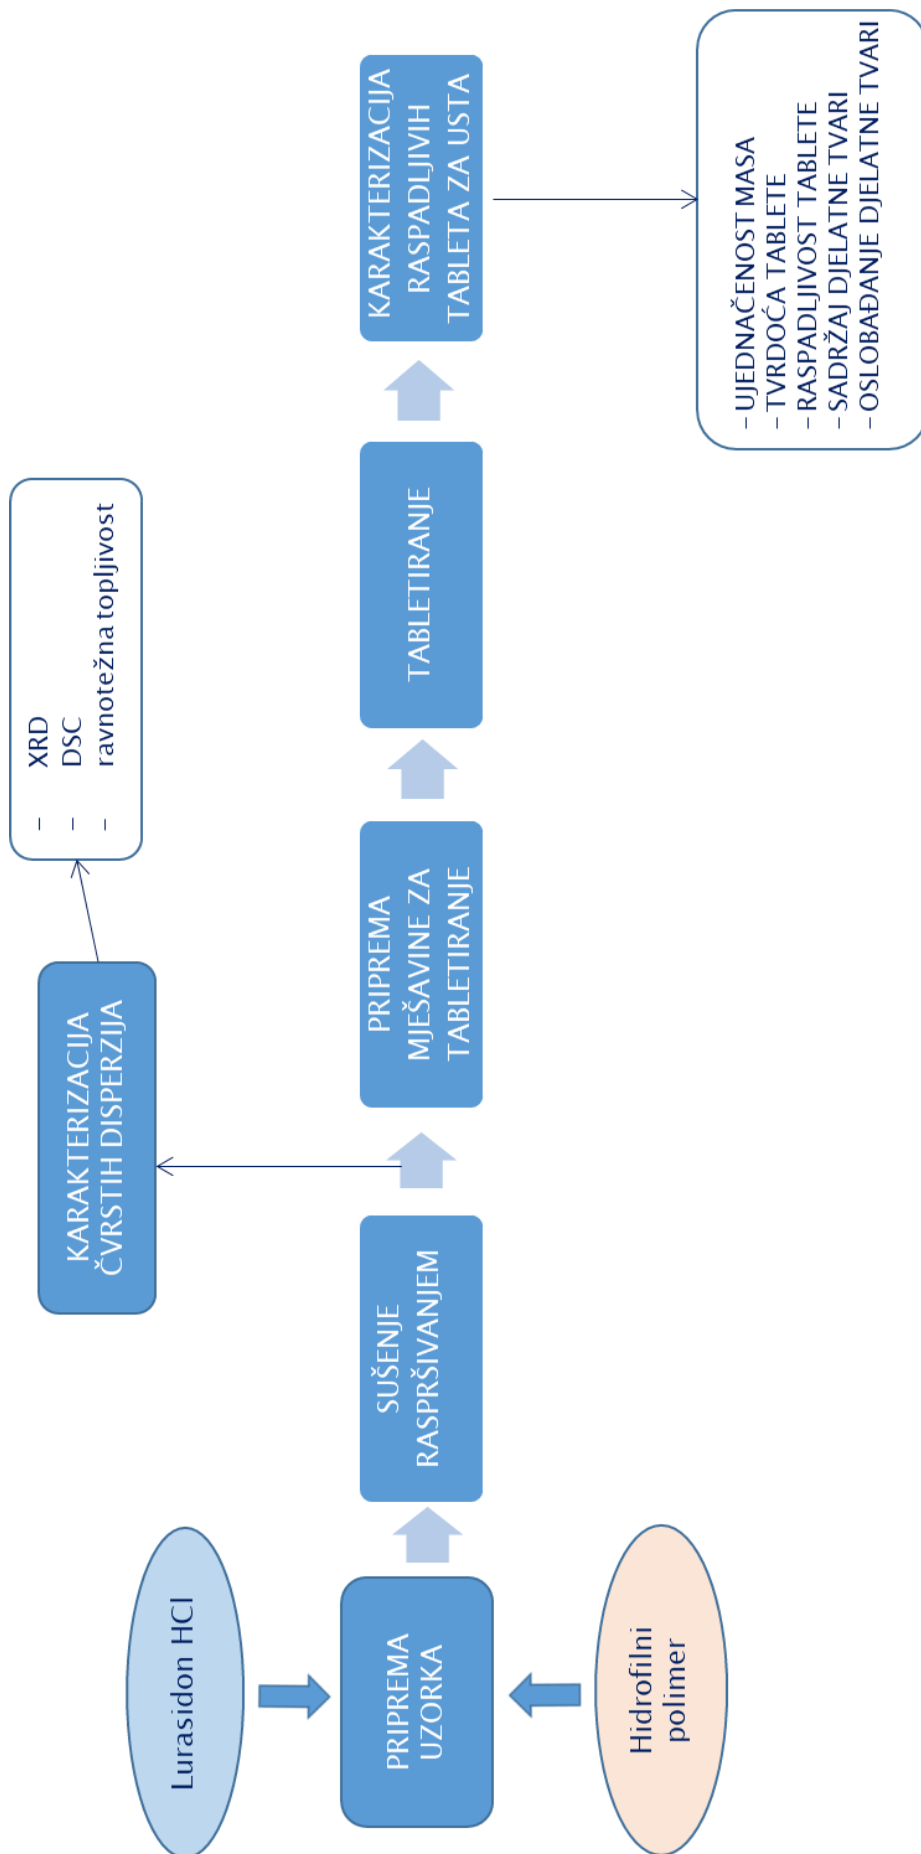 Lurasidon HCl
Hidrofilni
polimer
PRIPREMA
UZORKA
SUŠENJE
RASPRŠIVANJEM
KARAKTERIZACIJA
ČVRSTIH DISPERZIJA
– XRD
– DSC
– ravnotežna topljivost
PRIPREMA
MJEŠAVINE ZA
TABLETIRANJE
TABLETIRANJE
KARAKTERIZACIJA
RASPADLJIVIH
TABLETA ZA USTA
– UJEDNAČENOST MASA
– TVRDOĆA TABLETE
– RASPADLJIVOST TABLETE
– SADRŽAJ DJELATNE TVARI
– OSLOBAĐANJE DJELATNE TVARI